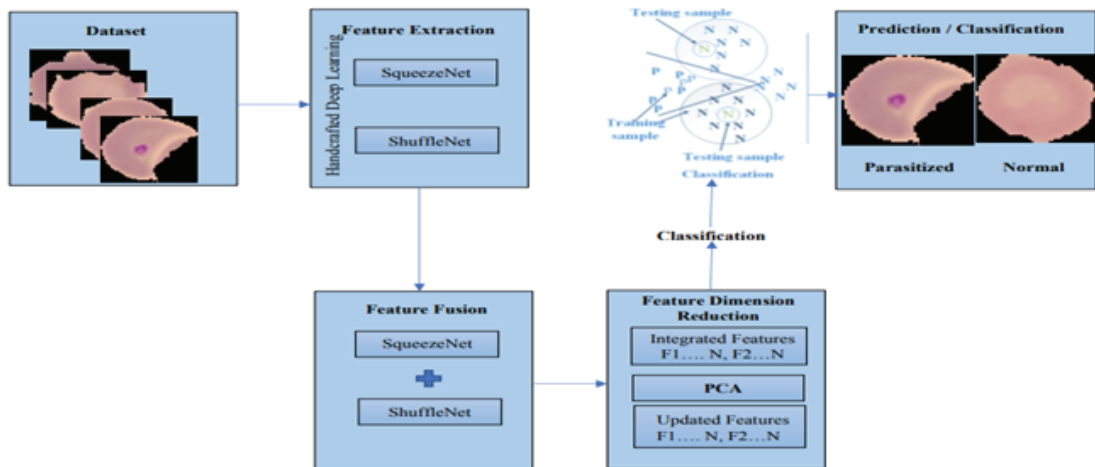 Dataset
Feature Extraction
Handcrafted Deep Learning
SqueezeNet
ShuffleNet
Feature Fusion
SqueezeNet
ShuffleNet
Feature Dimension
Reduction
Integrated Features
F1…. N, F2…N
PCA
Updated Features
F1…. N, F2…N
Classification
Testing sample
N
N
N
N
N
N
N
P
P
P
P
P
P
P
N
N
N
N
N
N
N
N
N
N
N
N
N
Training
sample
Testing sample
Classification
Prediction / Classification
Parasitized
Normal